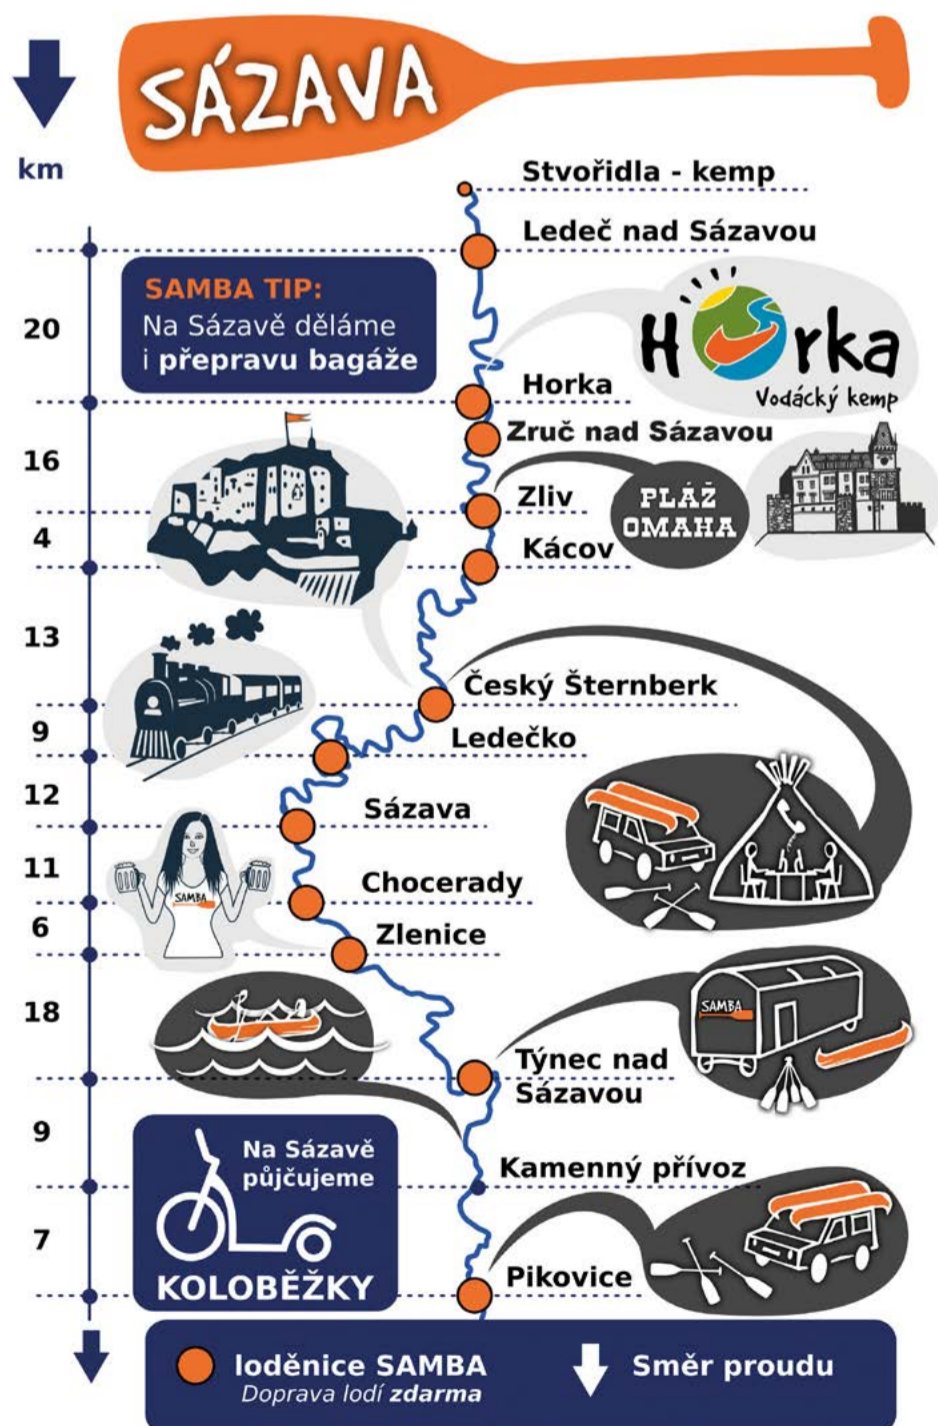 SÁZAVA
km
Stvořidla - kemp
Ledeč nad Sázavou
SAMBA TIP:
Na Sázavě děláme
i přepravu bagáže
20
Horka
Vodácký kemp
Horka
Zruč nad Sázavou
16
Zliv
PLÁŽ
OMAHA
4
Kácov
13
Český Šternberk
9
Ledečko
12
Sázava
11
Chocerady
SAMBA
6
Zlenice
18
SAMBA
Týnec nad
Sázavou
9
Na Sázavě
půjčujeme
KOLOBĚŽKY
Kamenný přívoz
7
Pikovice
loděnice SAMBA
Doprava lodí zdarma
Směr proudu